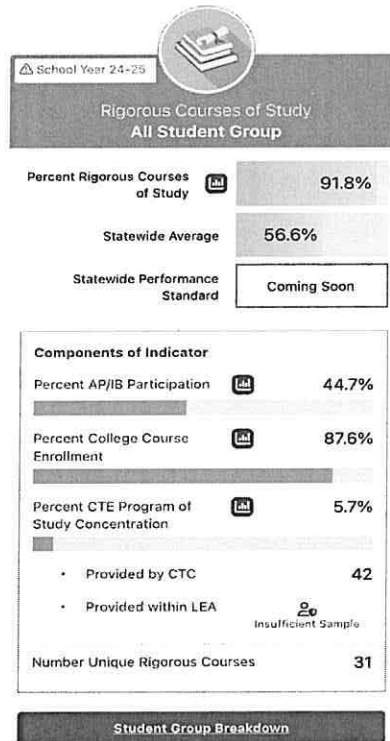 School Year 24-25
Rigorous Courses of Study
All Student Group
Percent Rigorous Courses
of Study
91.8%
Statewide Average
56.6%
Statewide Performance
Standard
Coming Soon
Components of Indicator
Percent AP/IB Participation
44.7%
Percent College Course
Enrollment
87.6%
Percent CTE Program of
Study Concentration
5.7%
• Provided by CTC
42
• Provided within LEA
Insufficient Sample
Number Unique Rigorous Courses
31
Student Group Breakdown